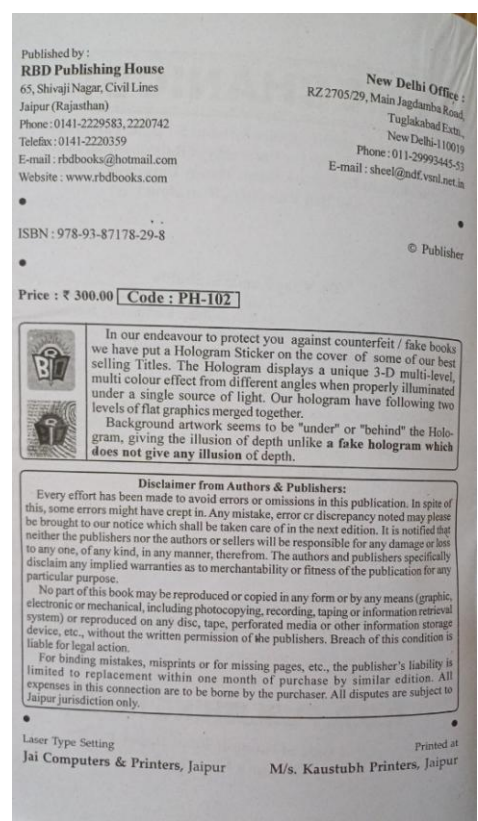 Published by :
RBD Publishing House
65, Shivaji Nagar, Civil Lines
Jaipur (Rajasthan)
Phone : 0141-2229583, 2220742
Telefax : 0141-2220359
E-mail : rbdbooks@hotmail.com
Website : www.rbdbooks.com
New Delhi Office :
RZ 2705/29, Main Jagdamba Road,
Tuglakabad Extn.,
New Delhi-110019
Phone : 011-29993445-53
E-mail : sheel@ndf.vsnl.net.in
ISBN : 978-93-87178-29-8
© Publisher
Price : ₹ 300.00 Code : PH-102
In our endeavour to protect you against counterfeit / fake books
we have put a Hologram Sticker on the cover of some of our best
selling Titles. The Hologram displays a unique 3-D multi-level,
multi colour effect from different angles when properly illuminated
under a single source of light. Our hologram have following two
levels of flat graphics merged together.
Background artwork seems to be "under" or "behind" the Holo-
gram, giving the illusion of depth unlike a fake hologram which
does not give any illusion of depth.
Disclaimer from Authors & Publishers:
Every effort has been made to avoid errors or omissions in this publication. In spite of
this, some errors might have crept in. Any mistake, error or discrepancy noted may please
be brought to our notice which shall be taken care of in the next edition. It is notified that
neither the publishers nor the authors or sellers will be responsible for any damage or loss
to any one, of any kind, in any manner, therefrom. The authors and publishers specifically
disclaim any implied warranties as to merchantability or fitness of the publication for any
particular purpose.
No part of this book may be reproduced or copied in any form or by any means (graphic,
electronic or mechanical, including photocopying, recording, taping or information retrieval
system) or reproduced on any disc, tape, perforated media or other information storage
device, etc., without the written permission of the publishers. Breach of this condition is
liable for legal action.
For binding mistakes, misprints or for missing pages, etc., the publisher's liability is
limited to replacement within one month of purchase by similar edition. All
expenses in this connection are to be borne by the purchaser. All disputes are subject to
Jaipur jurisdiction only.
Laser Type Setting
Jai Computers & Printers, Jaipur
Printed at
M/s. Kaustubh Printers, Jaipur